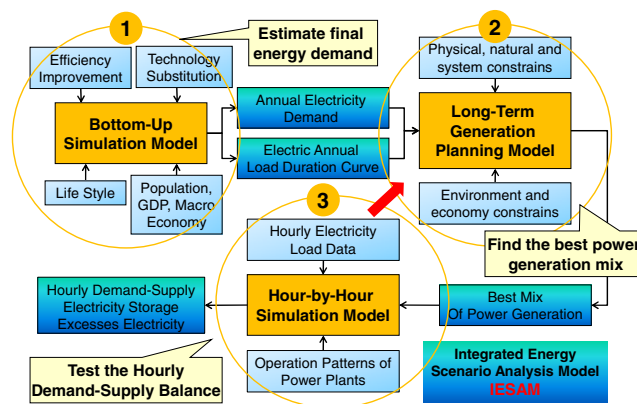 1
Estimate final
energy demand
2
Efficiency
Improvement
Technology
Substitution
Physical, natural and
system constrains
Bottom-Up
Simulation Model
Annual Electricity
Demand
Electric Annual
Load Duration Curve
Long-Term
Generation
Planning Model
Life Style
Population,
GDP, Macro
Economy
3
Environment and
economy constrains
Hourly Electricity
Load Data
Find the best power
generation mix
Hourly Demand-Supply
Electricity Storage
Excesses Electricity
Hour-by-Hour
Simulation Model
Best Mix
Of Power Generation
Test the Hourly
Demand-Supply Balance
Operation Patterns of
Power Plants
Integrated Energy
Scenario Analysis Model
IESAM